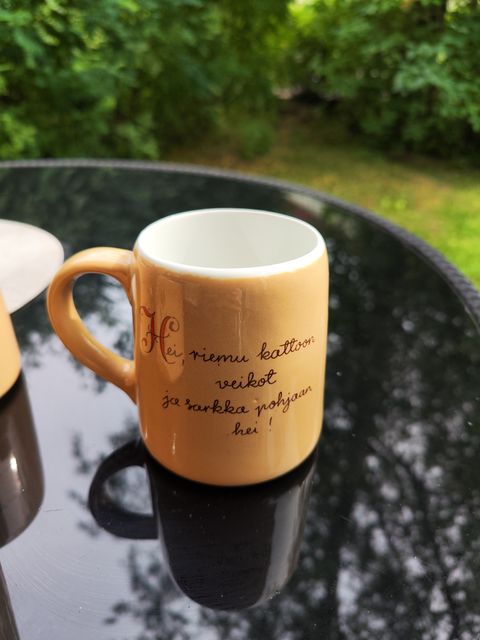 Hei, riemu kattoon
veikot
ja sarkka pohjaan
hei !